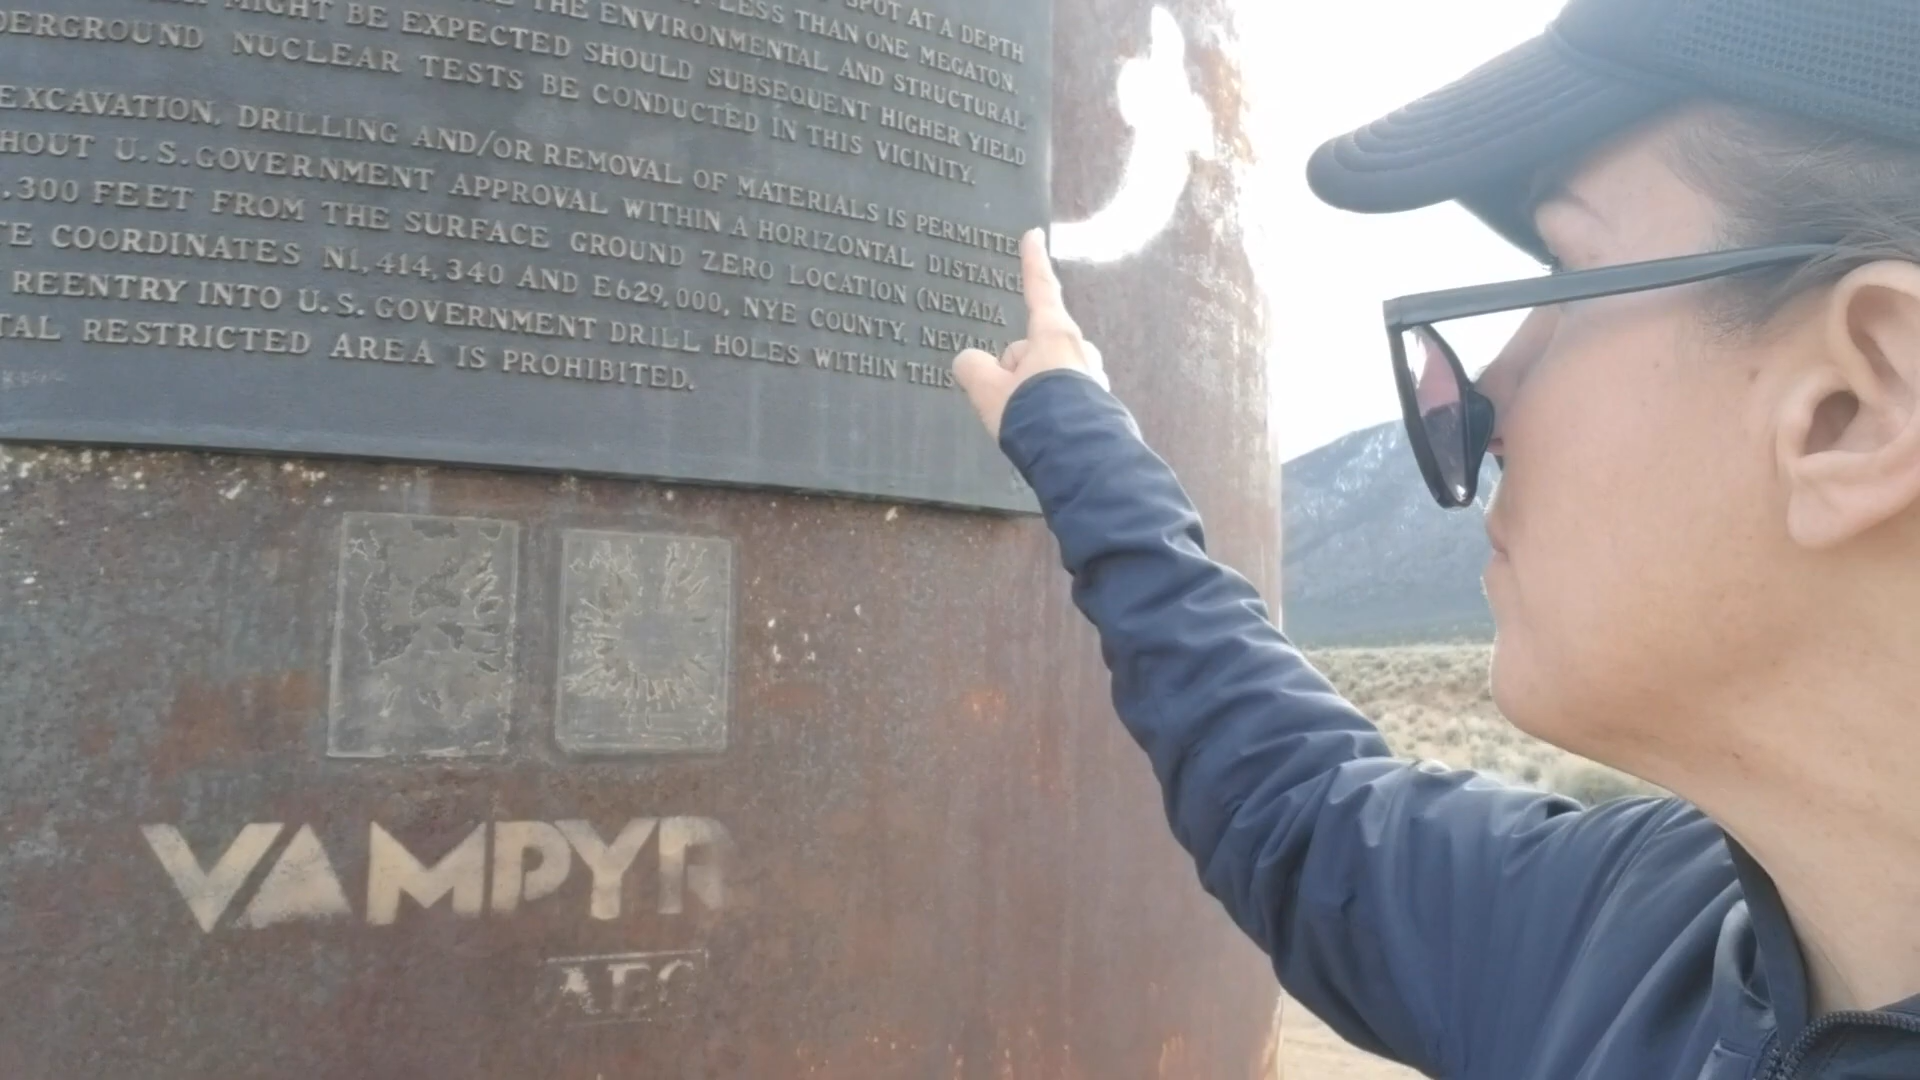 SPOT AT A DEPTH
THE LESS THAN ONE MEGATON.
MIGHT BE EXPECTED THE ENVIRONMENTAL AND STRUCTURAL
DERGROUND NUCLEAR TESTS SHOULD SUBSEQUENT HIGHER YIELD
BE CONDUCTED IN THIS VICINITY.
EXCAVATION, DRILLING AND/OR REMOVAL OF MATERIALS IS PERMITTE
HOUT U.S. GOVERNMENT APPROVAL WITHIN A HORIZONTAL DISTANCE
,300 FEET FROM THE SURFACE GROUND ZERO LOCATION (NEVADA
TE COORDINATES N1,414,340 AND E629,000, NYE COUNTY, NEVADA
REENTRY INTO U.S. GOVERNMENT DRILL HOLES WITHIN THIS
TAL RESTRICTED AREA IS PROHIBITED.
VAMPYR
AEC